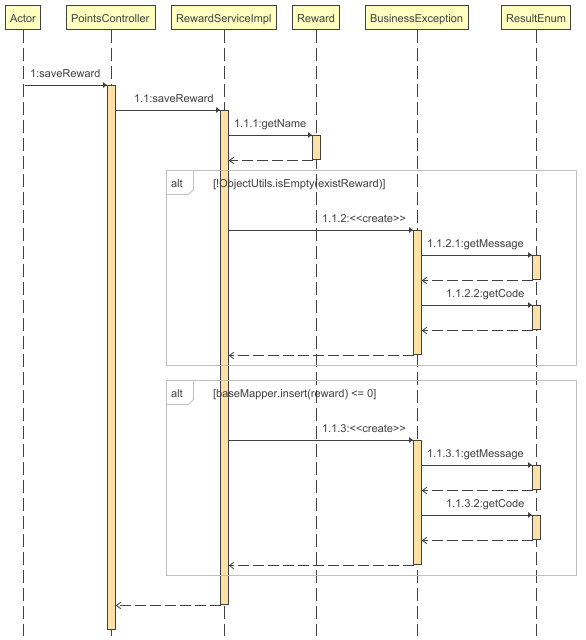 Actor PointsController RewardServiceImpl Reward BusinessException ResultEnum
1:saveReward
1.1:saveReward
1.1.1:getName
alt [!ObjectUtils.isEmpty(existReward)]
1.1.2:<<create>>
1.1.2.1:getMessage
1.1.2.2:getCode
alt [baseMapper.insert(reward) <= 0]
1.1.3:<<create>>
1.1.3.1:getMessage
1.1.3.2:getCode